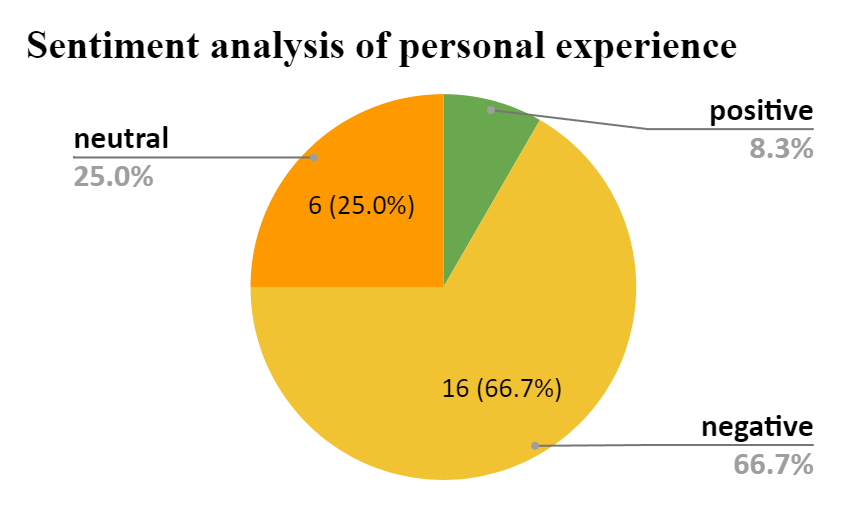 Sentiment analysis of personal experience
positive
8.3%
neutral
25.0%
6 (25.0%)
16 (66.7%)
negative
66.7%